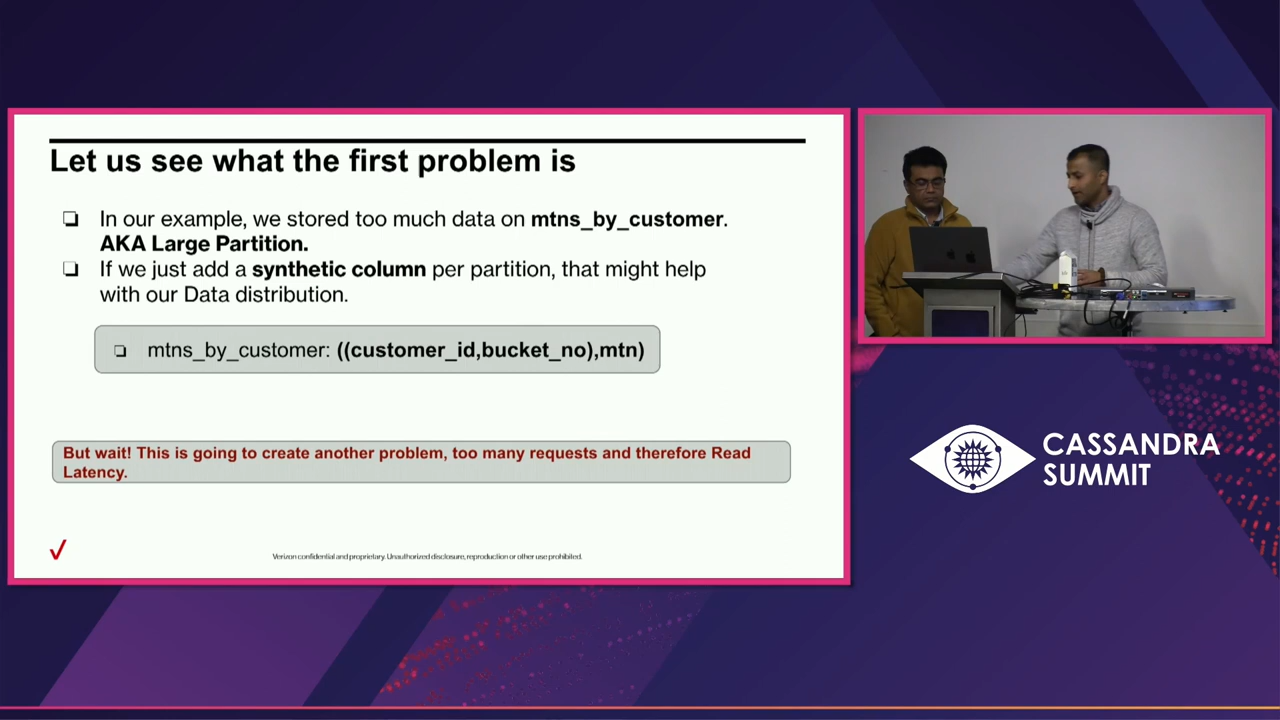 Let us see what the first problem is
❏ In our example, we stored too much data on mtns_by_customer.
AKA Large Partition.
❏ If we just add a synthetic column per partition, that might help
with our Data distribution.
❏ mtns_by_customer: ((customer_id,bucket_no),mtn)
But wait! This is going to create another problem, too many requests and therefore Read
Latency.
Verizon confidential and proprietary. Unauthorized disclosure, reproduction or other use prohibited.
CASSANDRA
SUMMIT